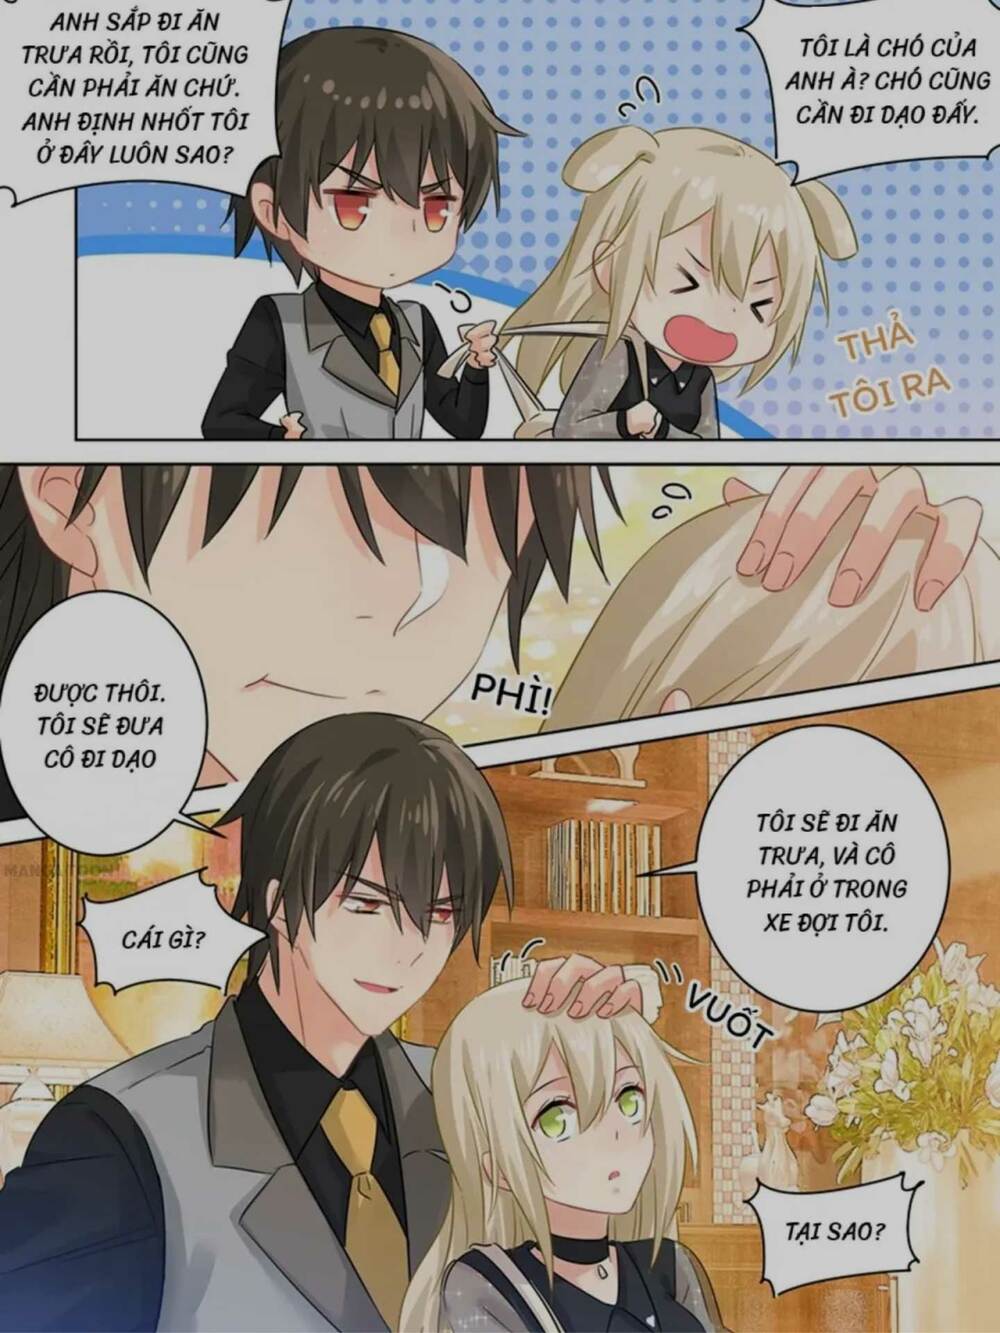 ANH SẮP ĐI ĂN
TRƯA RỒI, TÔI CŨNG
CẦN PHẢI ĂN CHỨ.
ANH ĐỊNH NHỐT TÔI
Ở ĐÂY LUÔN SAO?
TÔI LÀ CHÓ CỦA
ANH À? CHÓ CŨNG
CẦN ĐI DẠO ĐẤY.
THẢ
TÔI RA
PHÌ!
ĐƯỢC THÔI.
TÔI SẼ ĐƯA
CÔ ĐI DẠO
TÔI SẼ ĐI ĂN
TRƯA, VÀ CÔ
PHẢI Ở TRONG
XE ĐỢI TÔI.
MANGATOON
CÁI GÌ?
VUỐT
TẠI SAO?